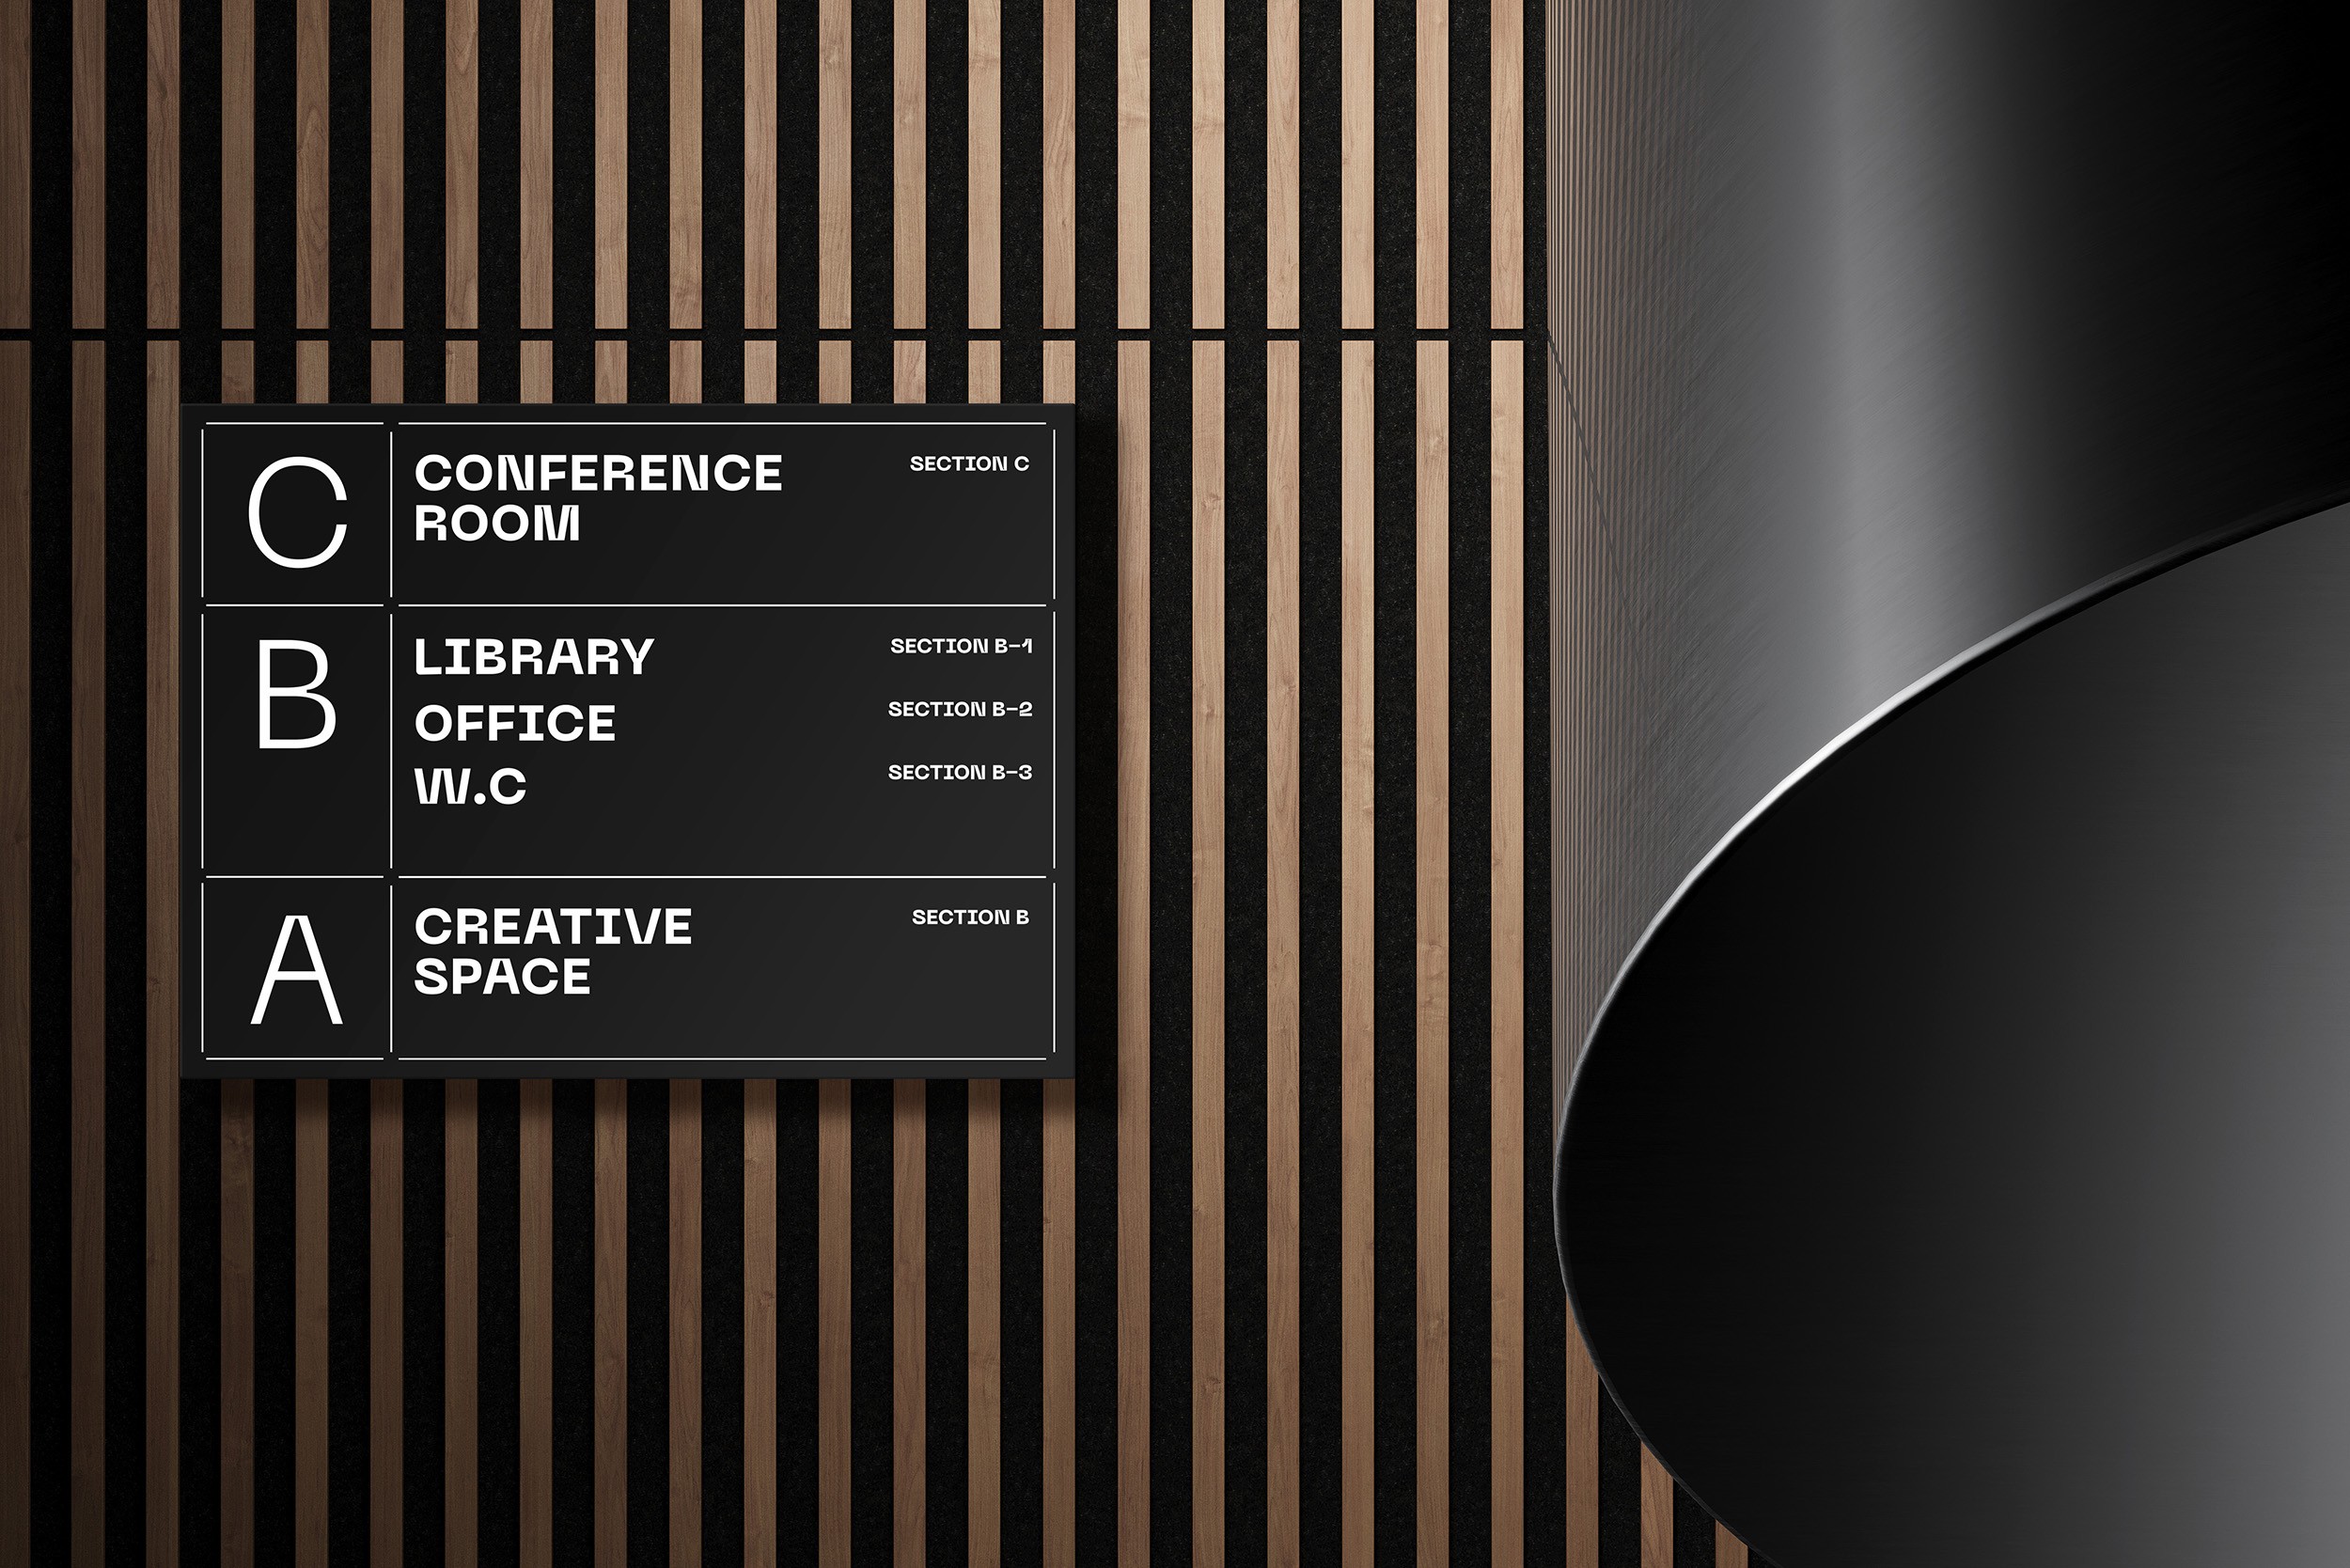 C
CONFERENCE
ROOM
SECTION C
B
LIBRARY
SECTION B-1
OFFICE
SECTION B-2
W.C
SECTION B-3
A
CREATIVE
SPACE
SECTION B